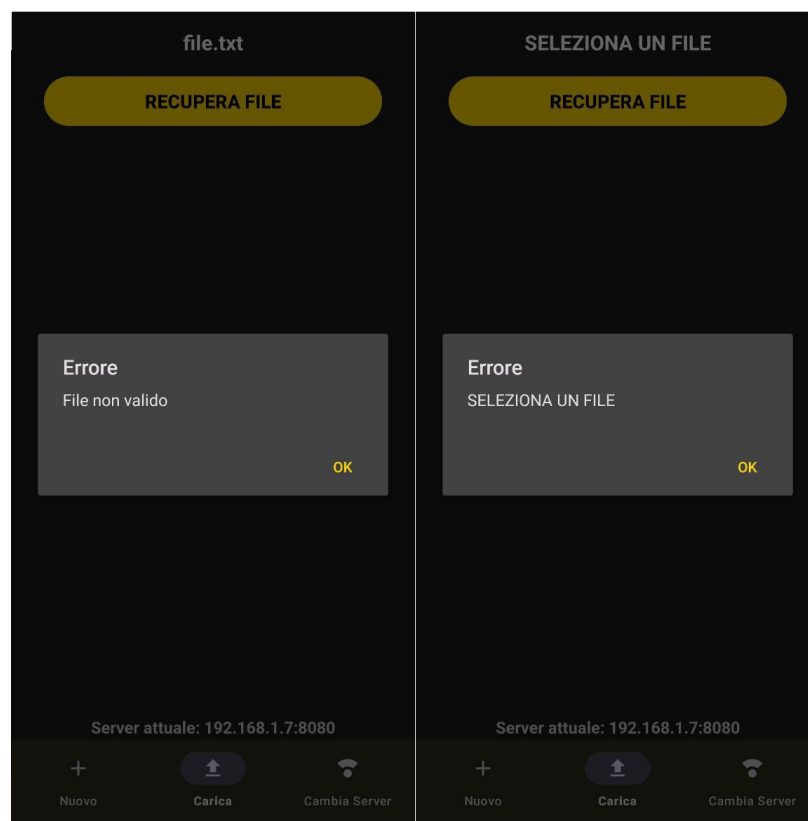 file.txt
RECUPERA FILE
Errore
File non valido
OK
Server attuale: 192.168.1.7:8080
Nuovo
Carica
Cambia Server
SELEZIONA UN FILE
RECUPERA FILE
Errore
SELEZIONA UN FILE
OK
Server attuale: 192.168.1.7:8080
Nuovo
Carica
Cambia Server